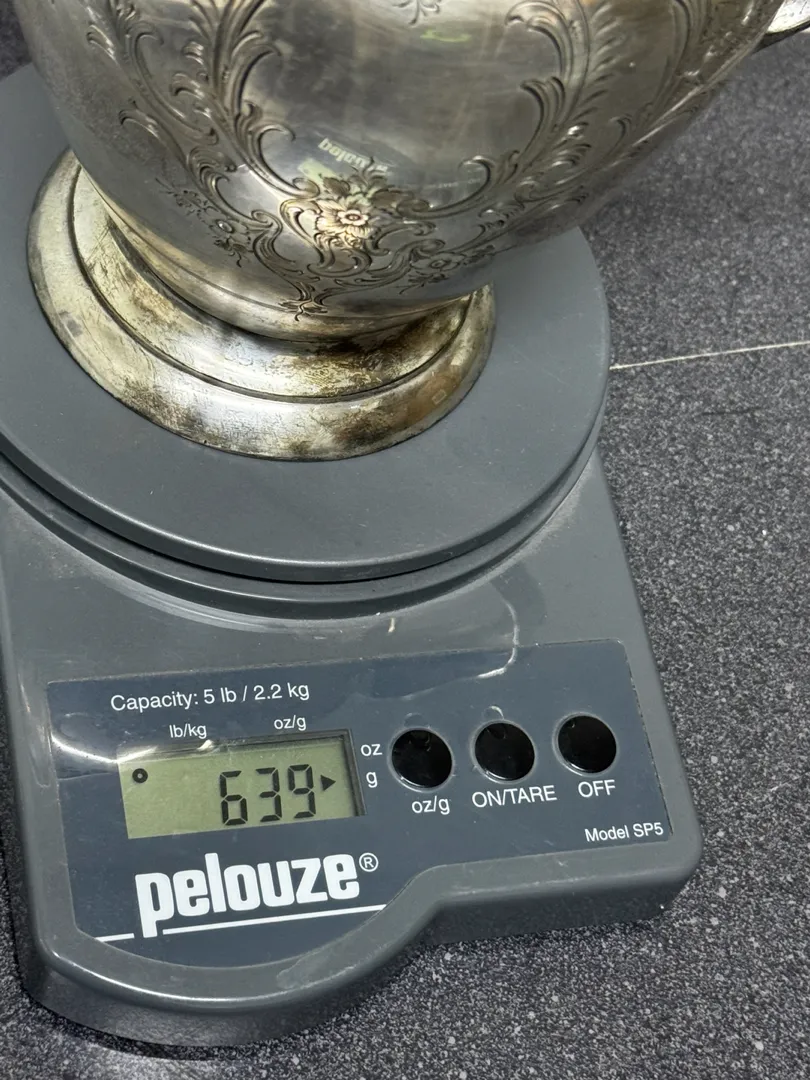 Capacity: 5 lb / 2.2 kg
lb/kg oz/g
639
oz
g
oz/g ON/TARE OFF
Model SP5
pelouze®